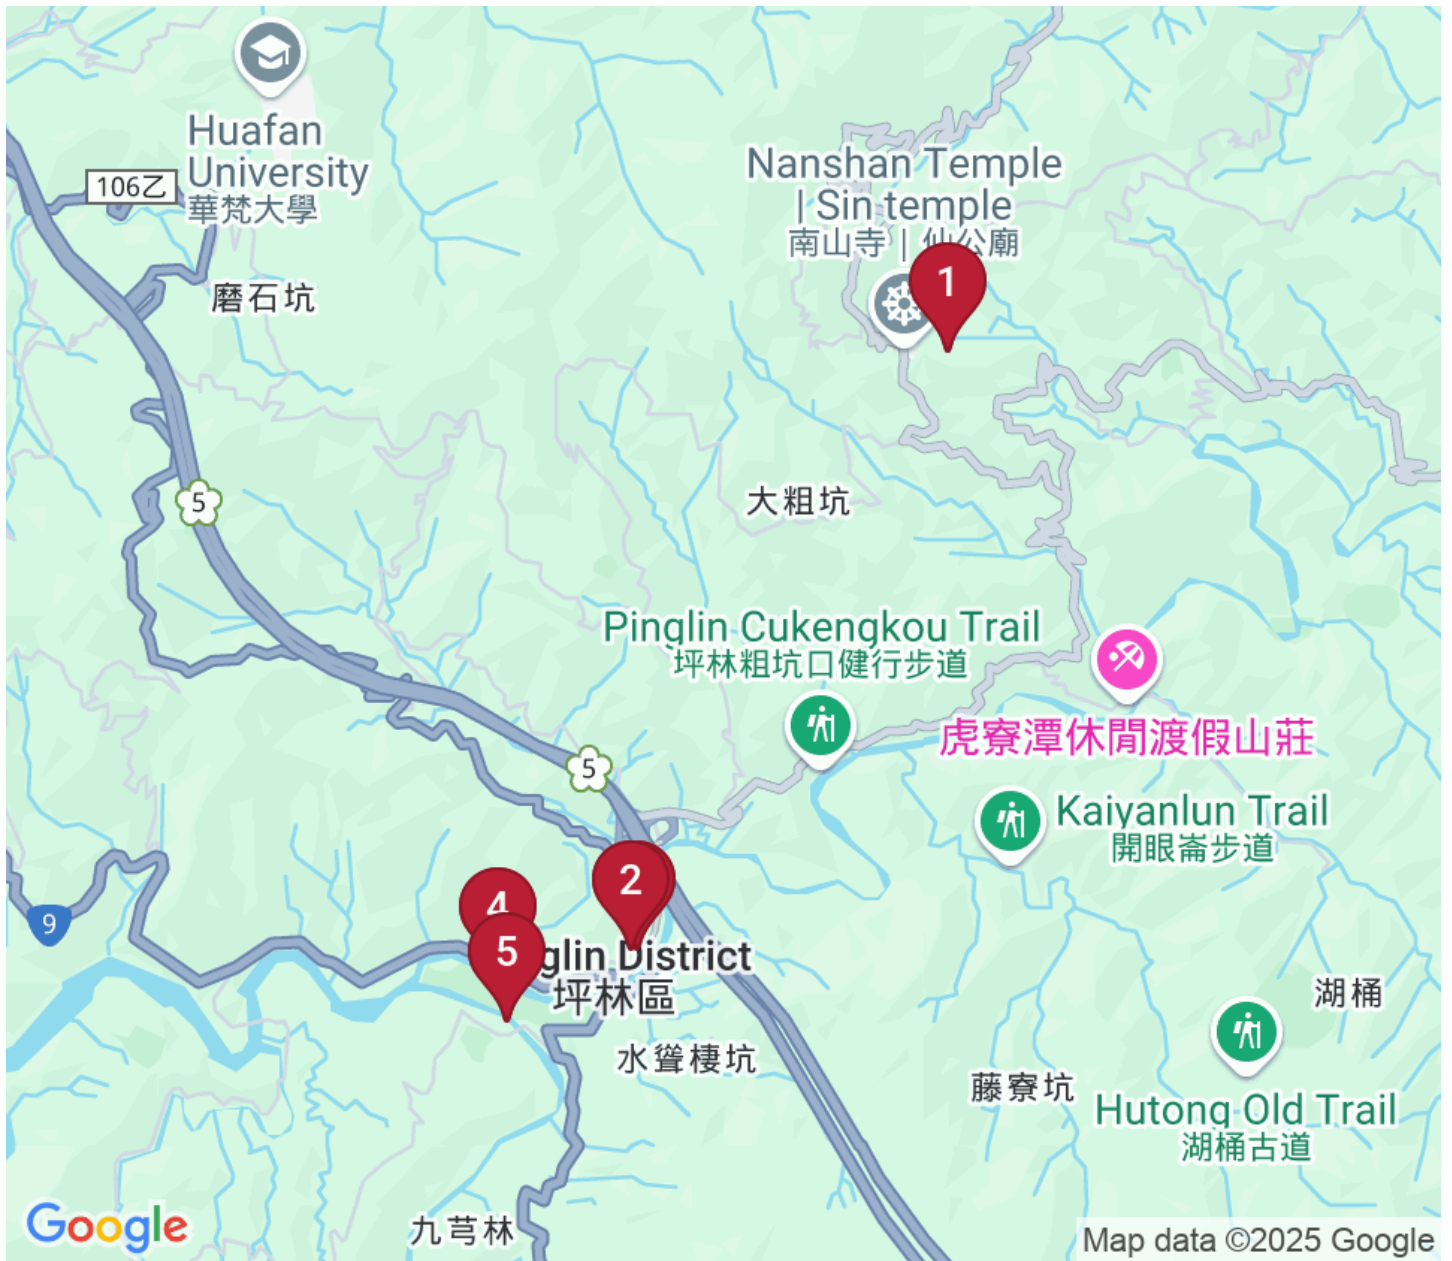 Huafan
University
華梵大學
106乙
磨石坑
Nanshan Temple
| Sin temple
南山寺 | 仙公廟
1
5
大粗坑
Pinglin Cukengkou Trail
坪林粗坑口健行步道
虎寮潭休閒渡假山莊
5
Kaiyanlun Trail
開眼崙步道
2
4
9
5
glin District
坪林區
湖桶
水聳棲坑
藤寮坑
Hutong Old Trail
湖桶古道
九芎林
Google
Map data ©2025 Google